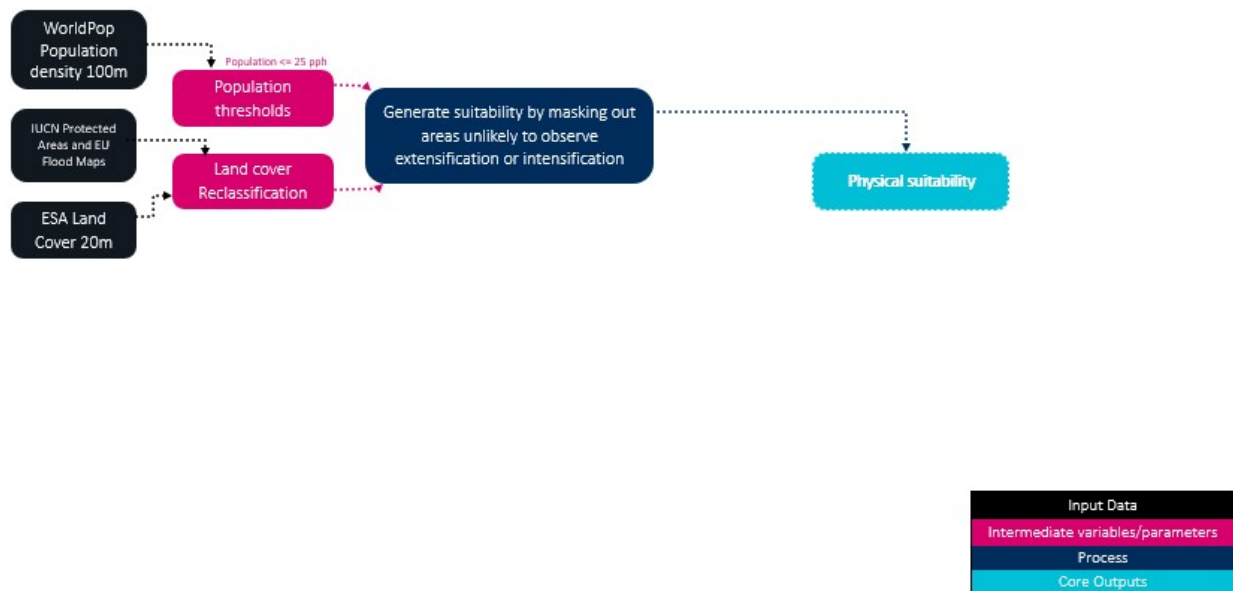 WorldPop
Population
density 100m
Population <= 25 pph
Population
thresholds
IUCN Protected
Areas and EU
Flood Maps
Land cover
Reclassification
ESA Land
Cover 20m
Generate suitability by masking out
areas unlikely to observe
extensification or intensification
Physical suitability
Input Data
Intermediate variables/parameters
Process
Core Outputs